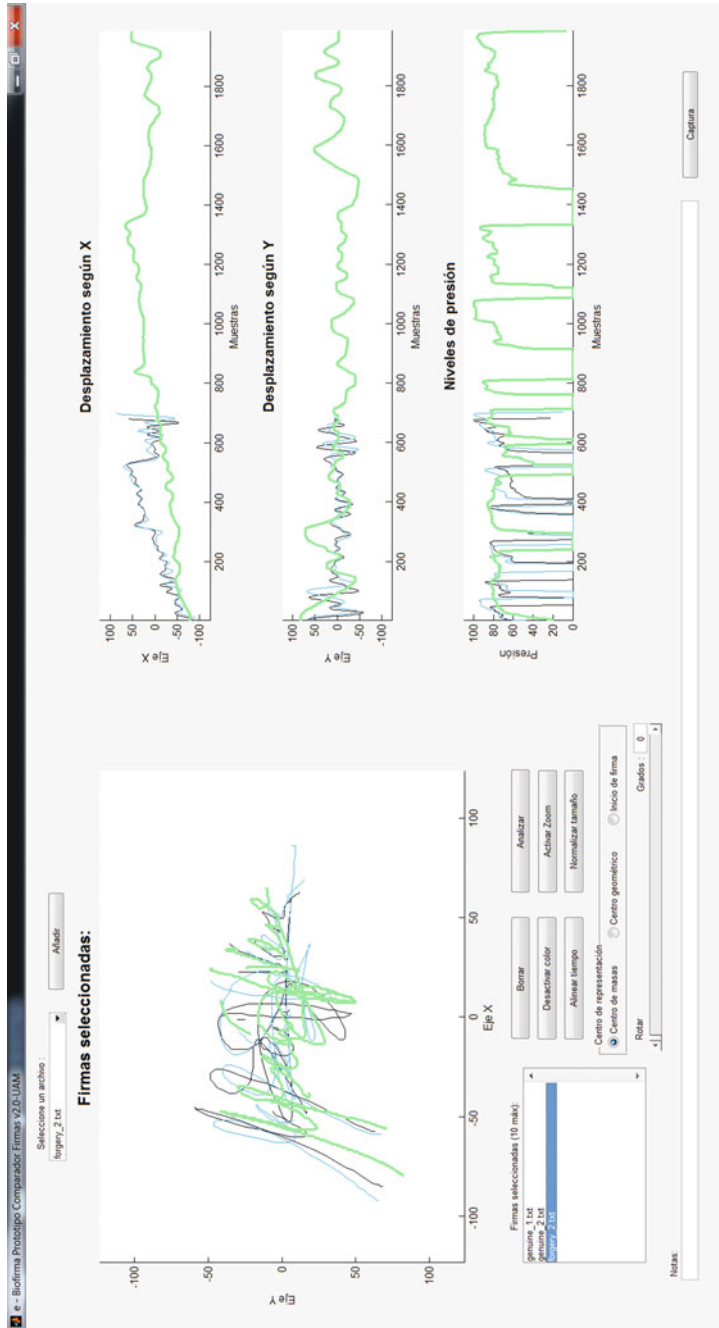 e - Biofirma Prototipo Comparador Firmas v2.0-UAM
Seleccione un archivo :
forgery_2.txt
Añadir
Firmas seleccionadas:
Eje Y
-100
-50
0
50
100
-100
-50
0
50
100
Eje X
Firmas seleccionadas (10 máx):
genuine_1.txt
genuine_2.txt
forgery_2.txt
Borrar
Analizar
Desactivar color
Activar Zoom
Alinear tiempo
Normalizar tamaño
Centro de representación
Centro de masas
Centro geométrico
Inicio de firma
Rotar
Grados :
0
Desplazamiento según X
Eje X
100
50
0
-50
-100
200
400
600
800
1000
1200
1400
1600
1800
Muestras
Desplazamiento según Y
Eje Y
100
50
0
-50
-100
200
400
600
800
1000
1200
1400
1600
1800
Muestras
Niveles de presión
Presión
100
80
60
40
20
0
200
400
600
800
1000
1200
1400
1600
1800
Muestras
Notas:
Captura